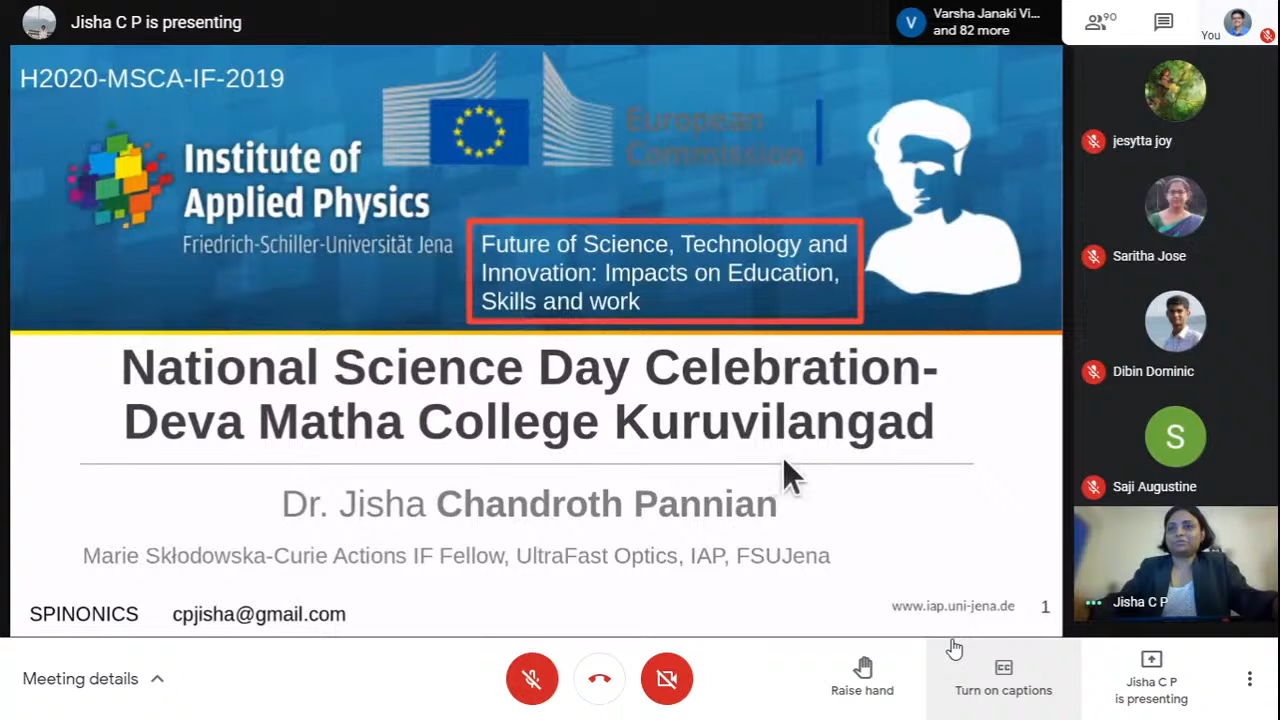 Jisha C P is presenting
V
Varsha Janaki Vi...
and 82 more
90
You
H2020-MSCA-IF-2019
European
Commission
Institute of
Applied Physics
Friedrich-Schiller-Universität Jena
Future of Science, Technology and
Innovation: Impacts on Education,
Skills and work
National Science Day Celebration-
Deva Matha College Kuruvilangad
Dr. Jisha Chandroth Pannian
Marie Skłodowska-Curie Actions IF Fellow, UltraFast Optics, IAP, FSUJena
SPINONICS cpjisha@gmail.com
www.iap.uni-jena.de 1
jesytta joy
Saritha Jose
Dibin Dominic
S
Saji Augustine
Jisha C P
Meeting details
Raise hand
CC
Turn on captions
Jisha C P
is presenting